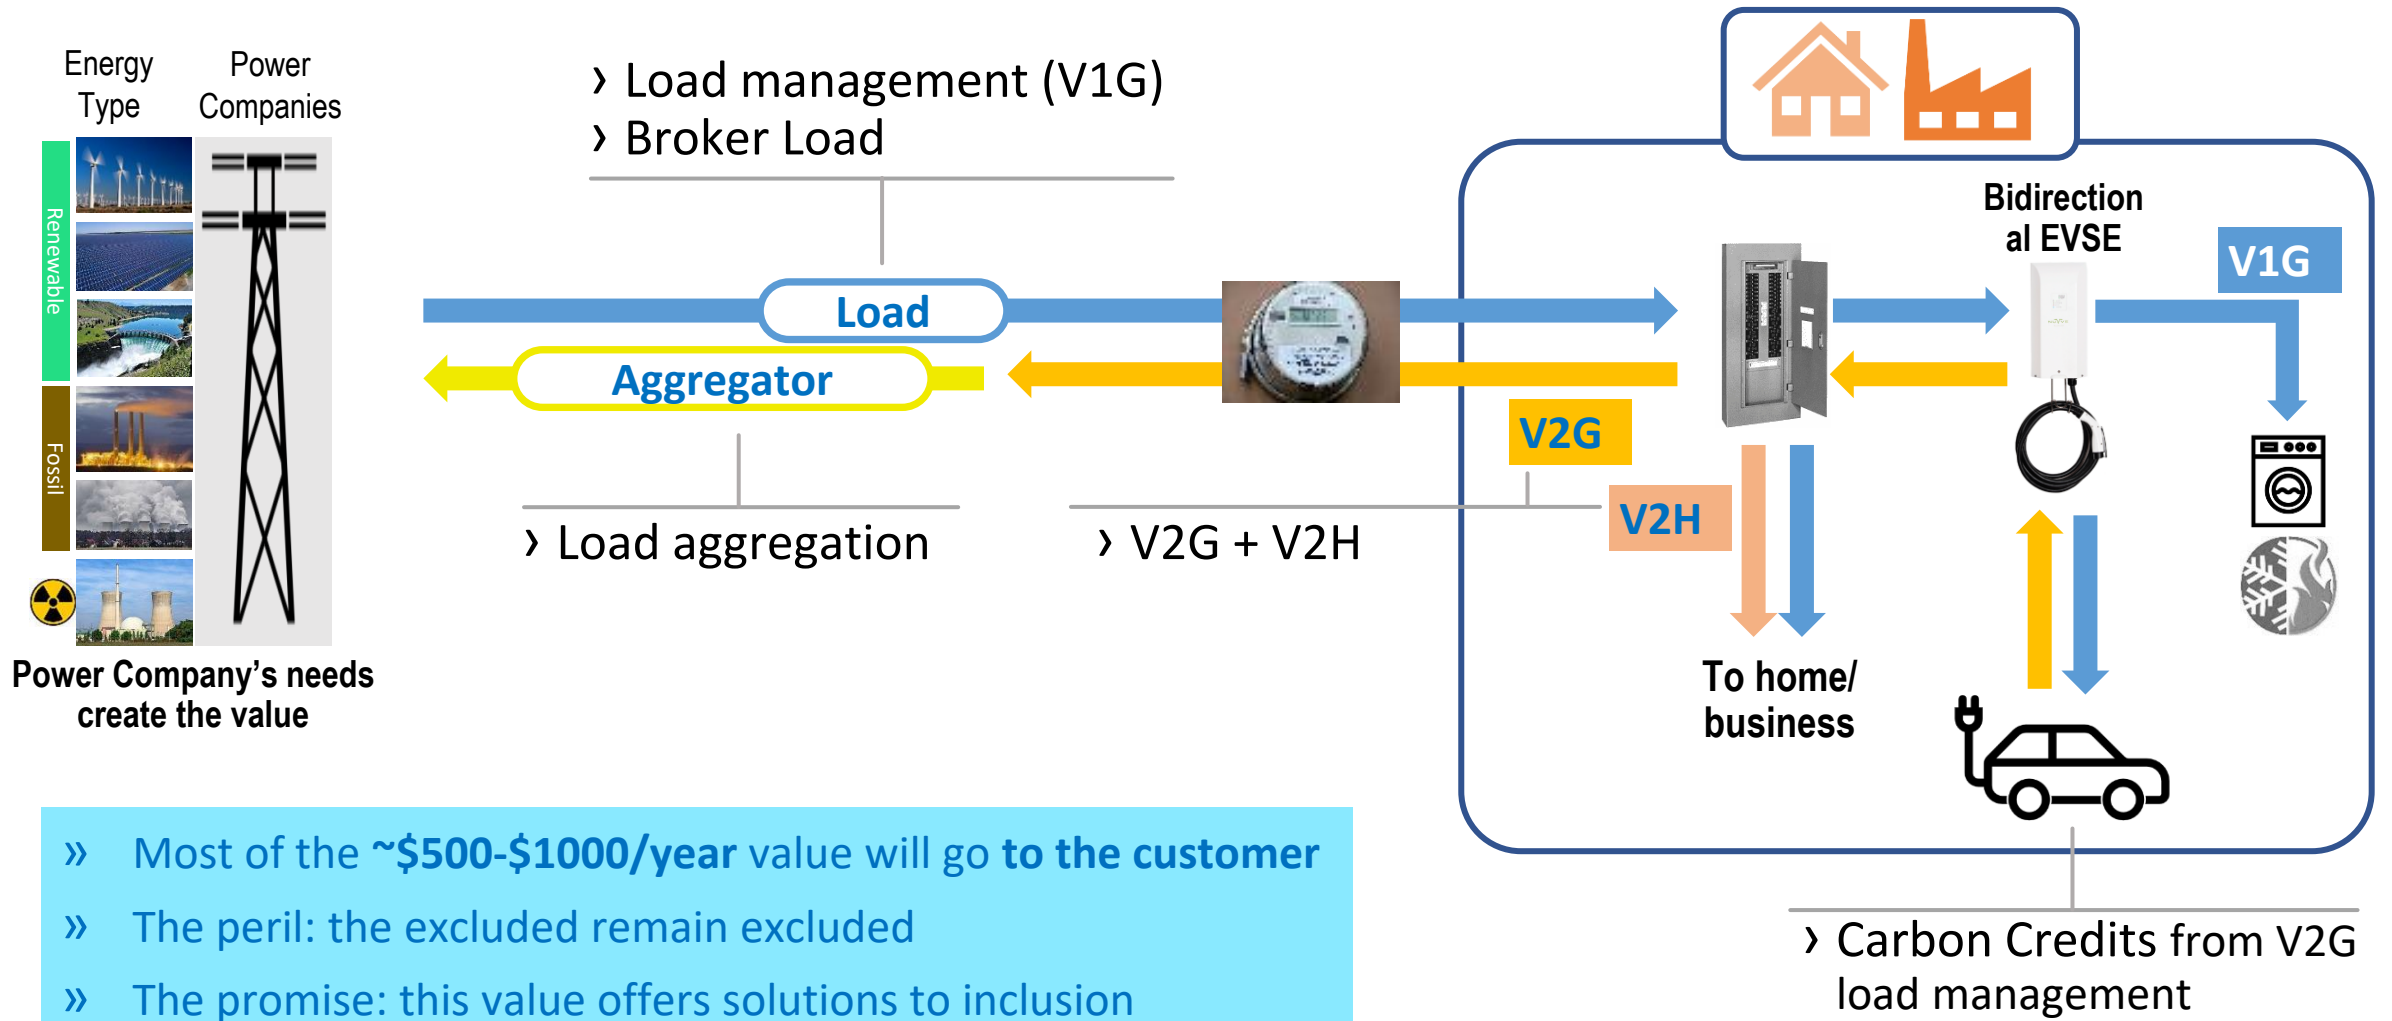 Energy
Type
Power
Companies
Renewable
Fossil
Power Company’s needs
create the value
› Load management (V1G)
› Broker Load
Load
Aggregator
› Load aggregation
› V2G + V2H
V2G
V2H
Bidirection
al EVSE
V1G
To home/
business
› Carbon Credits from V2G
load management
» Most of the ~$500-$1000/year value will go to the customer
» The peril: the excluded remain excluded
» The promise: this value offers solutions to inclusion